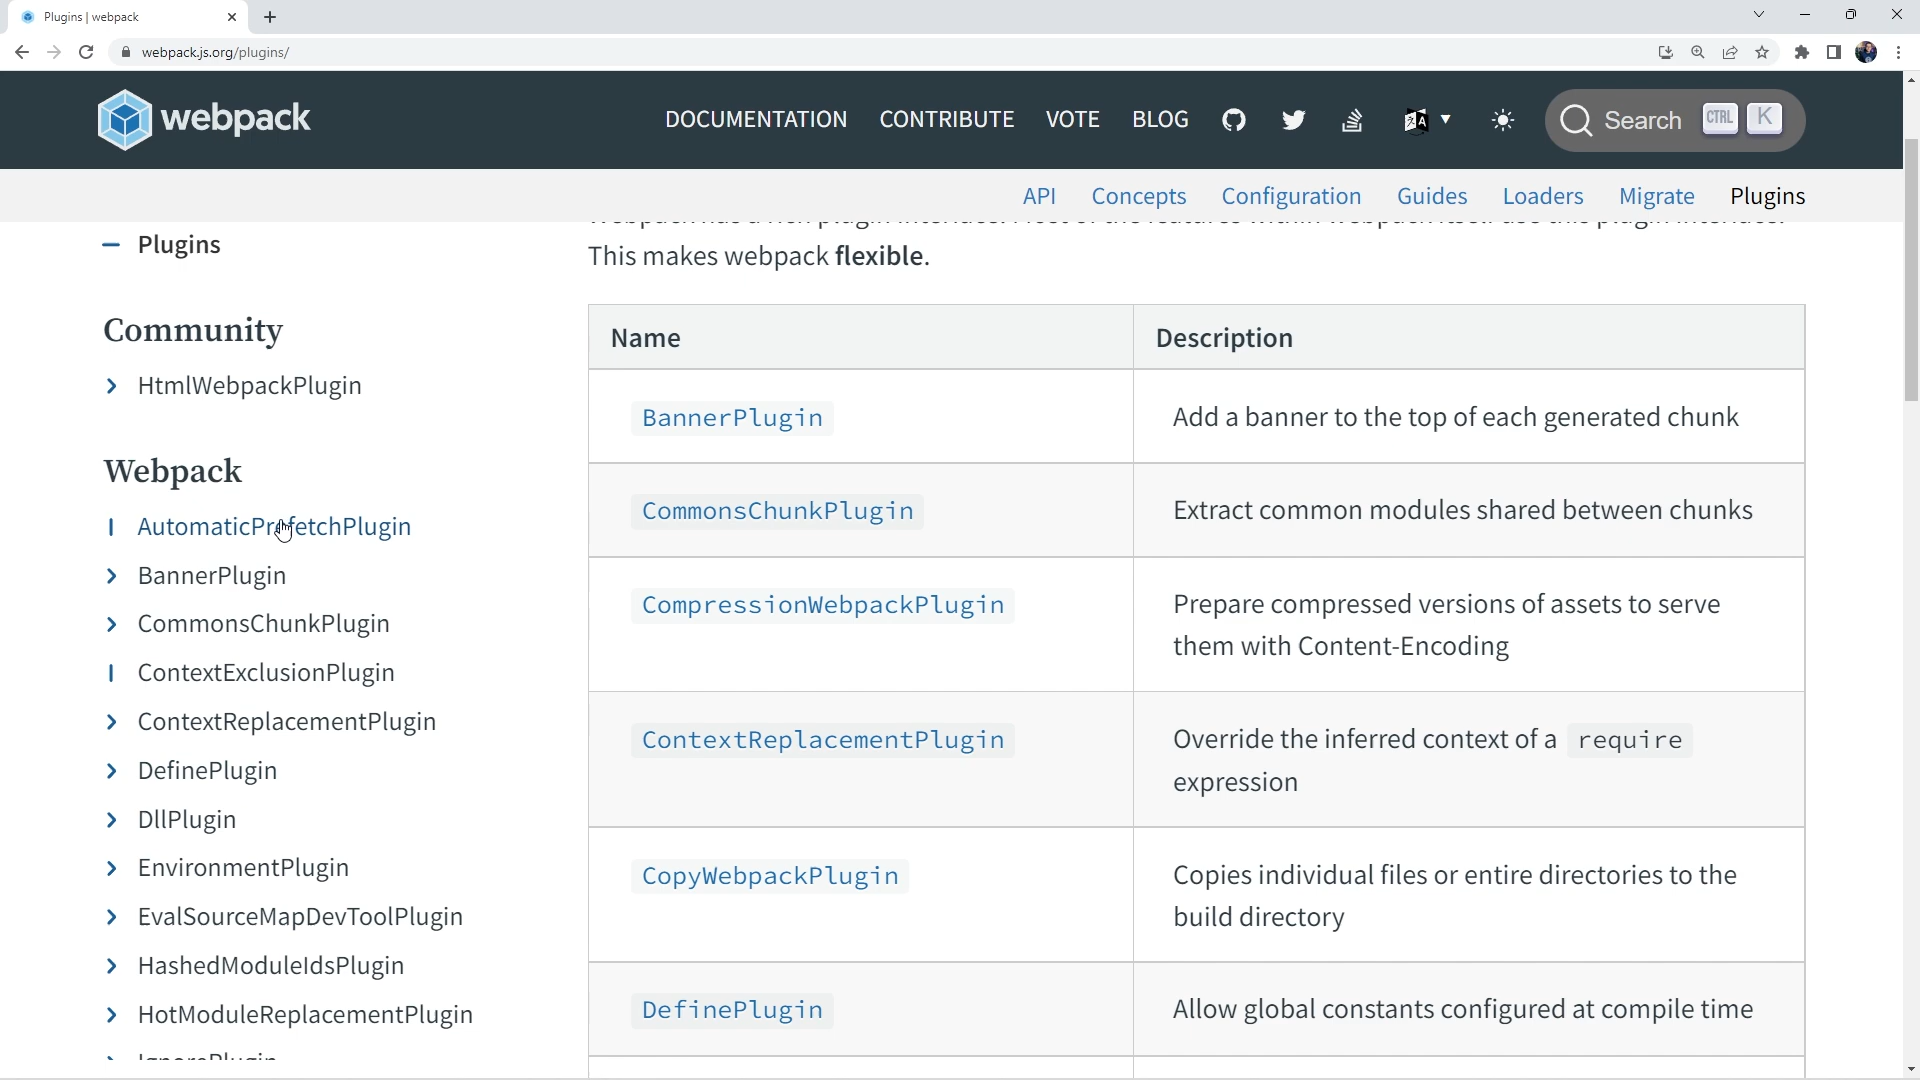 Plugins | webpack
webpack.js.org/plugins/
webpack
DOCUMENTATION CONTRIBUTE VOTE BLOG
Search CTRL K
API Concepts Configuration Guides Loaders Migrate Plugins
Plugins
Community
HtmlWebpackPlugin
Webpack
AutomaticPrefetchPlugin
BannerPlugin
CommonsChunkPlugin
ContextExclusionPlugin
ContextReplacementPlugin
DefinePlugin
DllPlugin
EnvironmentPlugin
EvalSourceMapDevToolPlugin
HashedModuleIdsPlugin
HotModuleReplacementPlugin
This makes webpack flexible.
Name Description
BannerPlugin Add a banner to the top of each generated chunk
CommonsChunkPlugin Extract common modules shared between chunks
CompressionWebpackPlugin Prepare compressed versions of assets to serve
them with Content-Encoding
ContextReplacementPlugin Override the inferred context of a require
expression
CopyWebpackPlugin Copies individual files or entire directories to the
build directory
DefinePlugin Allow global constants configured at compile time